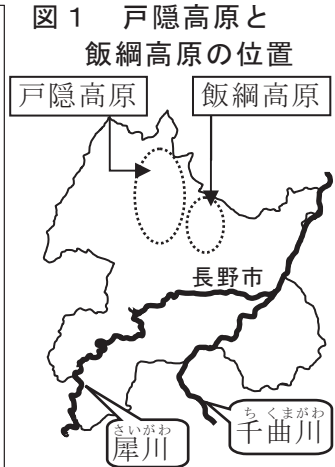 図1 戸隠高原と
飯綱高原の位置
戸隠高原
飯綱高原
長野市
さいがわ
犀川
ちくまがわ
千曲川